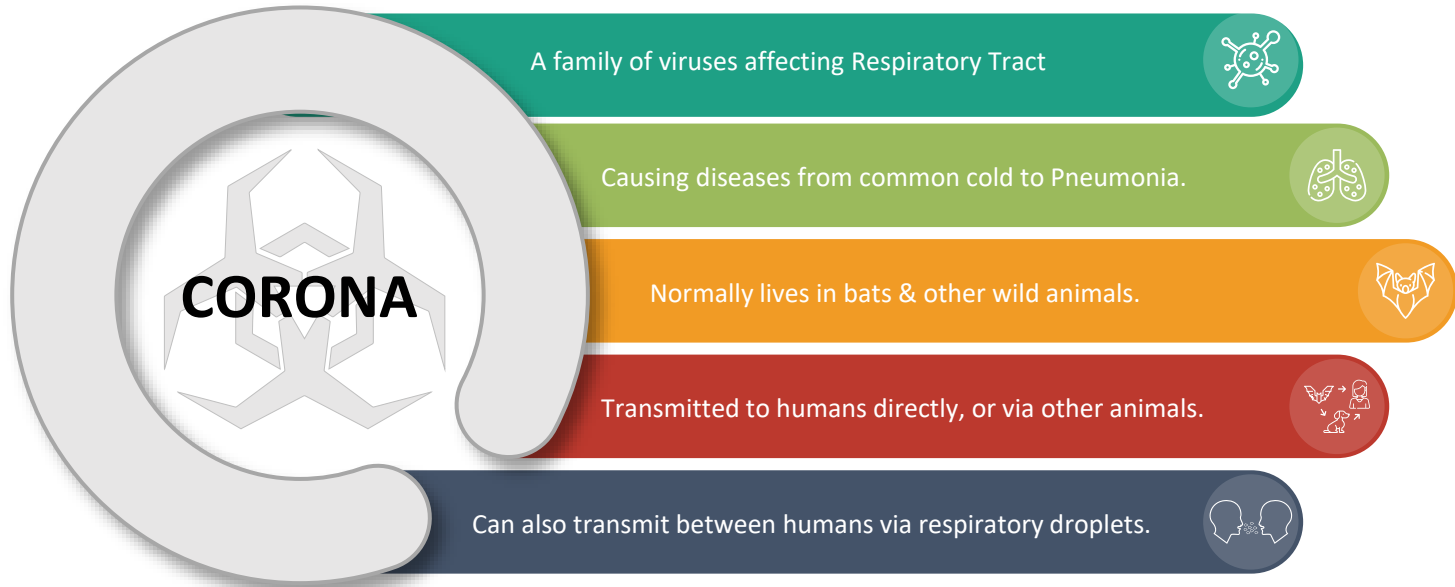 A family of viruses affecting Respiratory Tract
Causing diseases from common cold to Pneumonia.
CORONA
Normally lives in bats & other wild animals.
Transmitted to humans directly, or via other animals.
Can also transmit between humans via respiratory droplets.